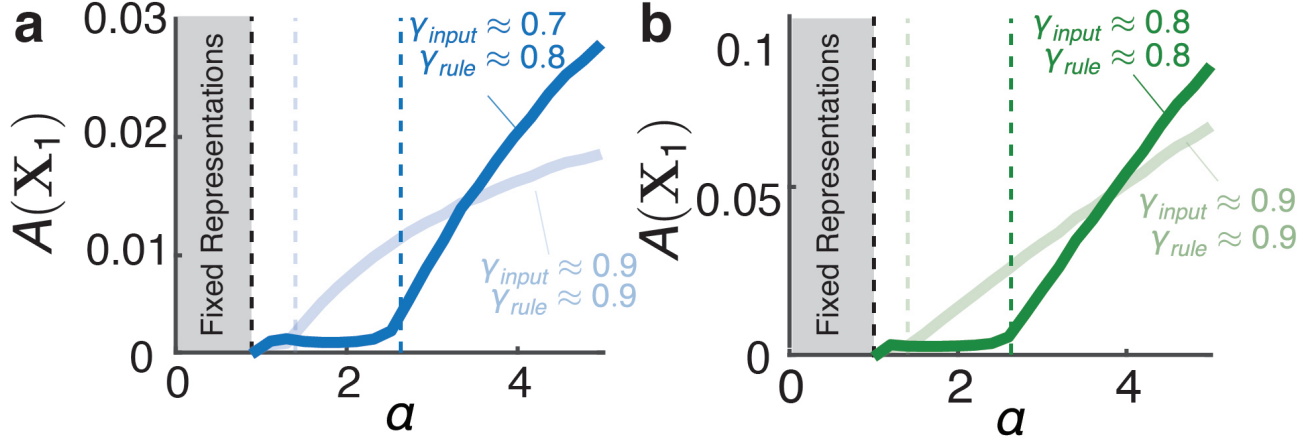 a
0.03
0.02
0.01
0
A(X₁)
Fixed Representations
γinput ≈ 0.7
γrule ≈ 0.8
γinput ≈ 0.9
γrule ≈ 0.9
0 2 4
α
b
0.1
0.05
0
A(X₁)
Fixed Representations
γinput ≈ 0.8
γrule ≈ 0.8
γinput ≈ 0.9
γrule ≈ 0.9
0 2 4
α